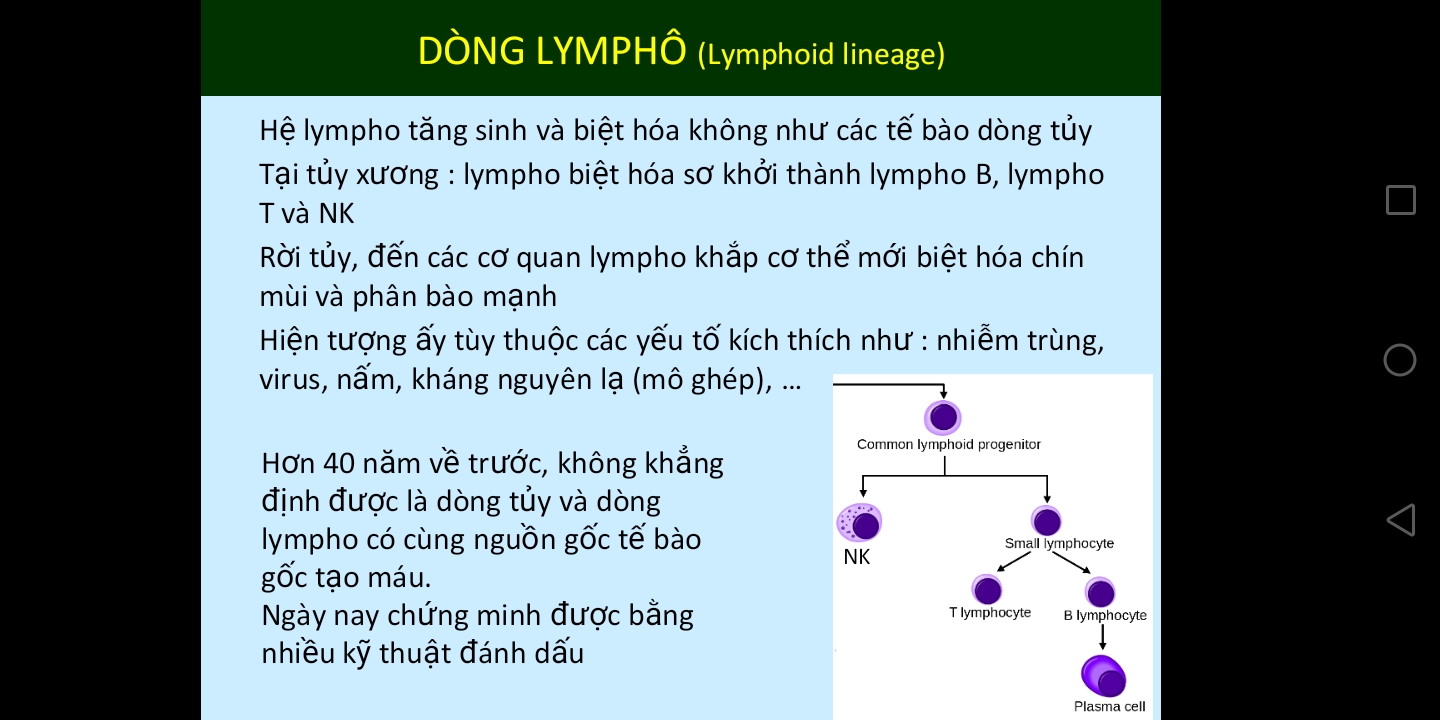 DÒNG LYMPHÔ (Lymphoid lineage)
Hệ lympho tăng sinh và biệt hóa không như các tế bào dòng tủy
Tại tủy xương : lympho biệt hóa sơ khởi thành lympho B, lympho
T và NK
Rời tủy, đến các cơ quan lympho khắp cơ thể mới biệt hóa chín
mùi và phân bào mạnh
Hiện tượng ấy tùy thuộc các yếu tố kích thích như : nhiễm trùng,
virus, nấm, kháng nguyên lạ (mô ghép), ...
Hơn 40 năm về trước, không khẳng
định được là dòng tủy và dòng
lympho có cùng nguồn gốc tế bào
gốc tạo máu.
Ngày nay chứng minh được bằng
nhiều kỹ thuật đánh dấu
Common lymphoid progenitor
NK
Small lymphocyte
T lymphocyte
B lymphocyte
Plasma cell